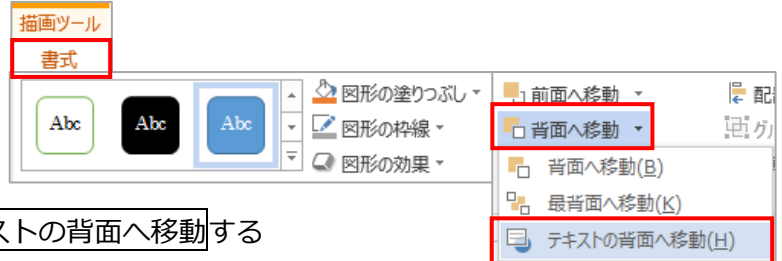 描画ツール
書式
Abc Abc Abc
図形の塗りつぶし
図形の枠線
図形の効果
前面へ移動
背面へ移動
背面へ移動(B)
最背面へ移動(K)
テキストの背面へ移動(H)
配
グル
ストの背面へ移動する